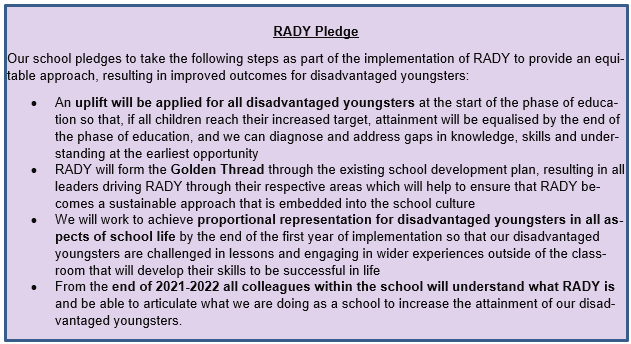 RADY Pledge
Our school pledges to take the following steps as part of the implementation of RADY to provide an equi-
table approach, resulting in improved outcomes for disadvantaged youngsters:
• An uplift will be applied for all disadvantaged youngsters at the start of the phase of educa-
tion so that, if all children reach their increased target, attainment will be equalised by the end of
the phase of education, and we can diagnose and address gaps in knowledge, skills and under-
standing at the earliest opportunity
• RADY will form the Golden Thread through the existing school development plan, resulting in all
leaders driving RADY through their respective areas which will help to ensure that RADY be-
comes a sustainable approach that is embedded into the school culture
• We will work to achieve proportional representation for disadvantaged youngsters in all as-
pects of school life by the end of the first year of implementation so that our disadvantaged
youngsters are challenged in lessons and engaging in wider experiences outside of the class-
room that will develop their skills to be successful in life
• From the end of 2021-2022 all colleagues within the school will understand what RADY is
and be able to articulate what we are doing as a school to increase the attainment of our disad-
vantaged youngsters.